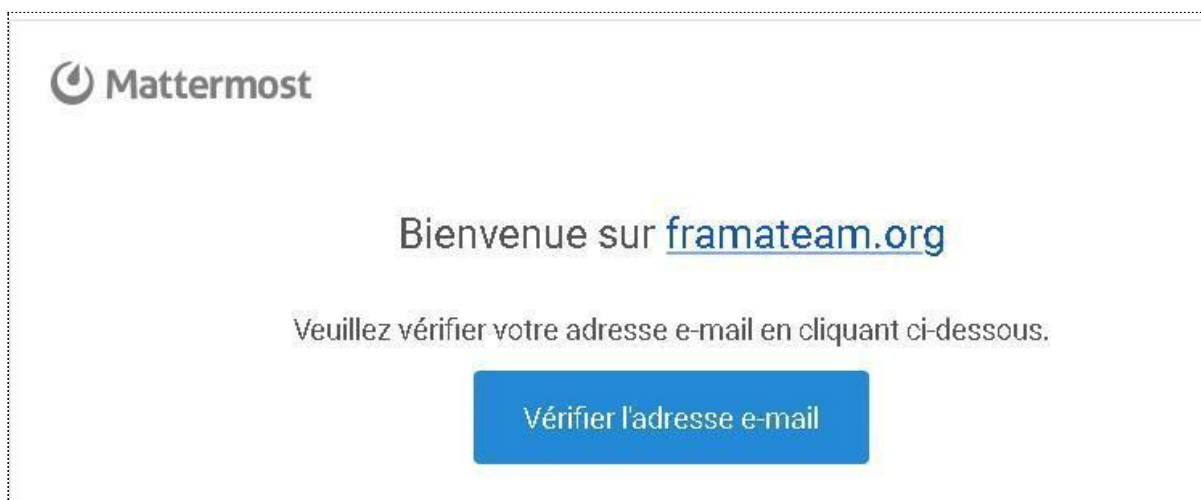 Mattermost
Bienvenue sur framateam.org
Veuillez vérifier votre adresse e-mail en cliquant ci-dessous.
Vérifier l'adresse e-mail